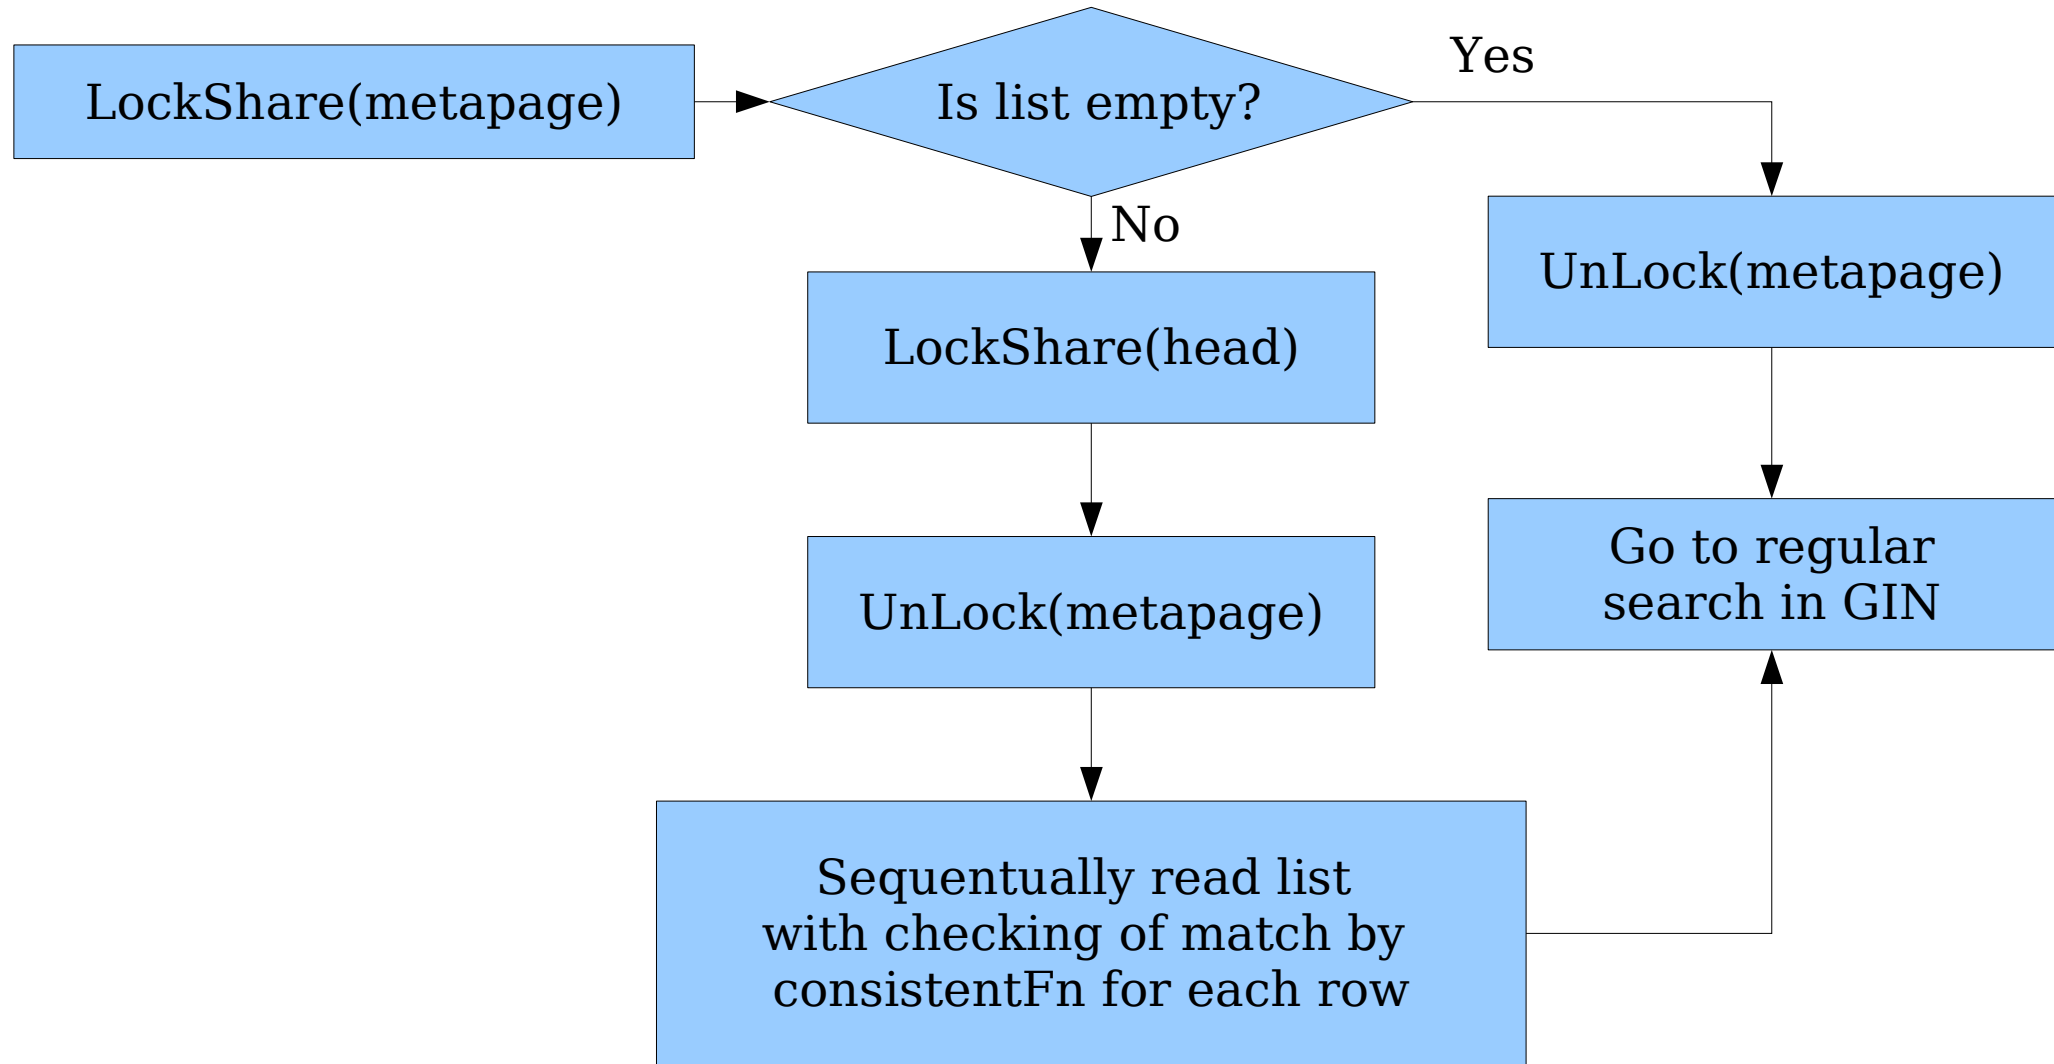 LockShare(metapage)
Is list empty?
Yes
No
UnLock(metapage)
LockShare(head)
Go to regular
search in GIN
UnLock(metapage)
Sequentually read list
with checking of match by
consistentFn for each row